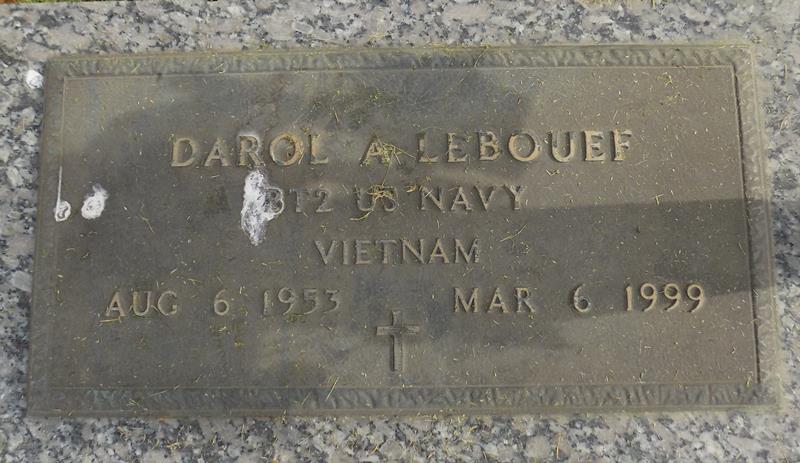 DAROL A LEBOUEF
BT2 US NAVY
VIETNAM
AUG 6 1953 MAR 6 1999